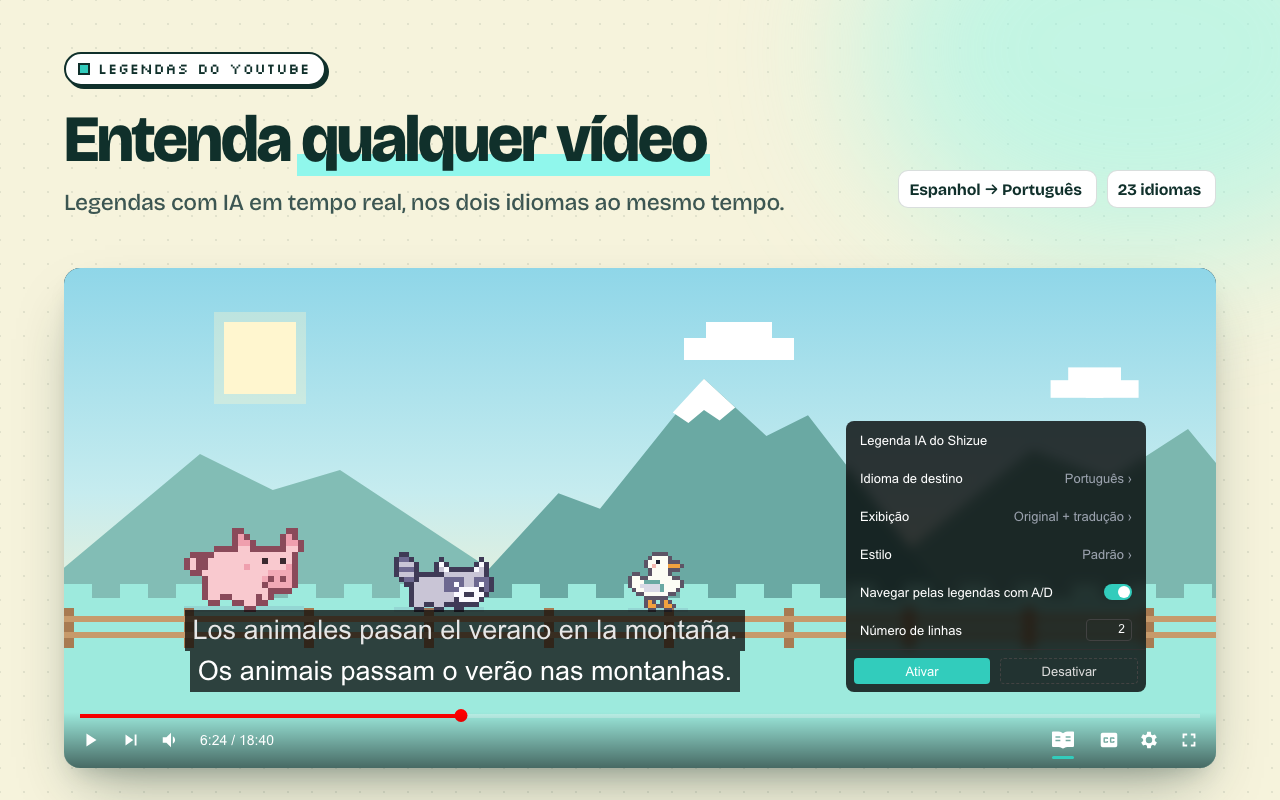 LEGENDAS DO YOUTUBE
Entenda qualquer vídeo
Legendas com IA em tempo real, nos dois idiomas ao mesmo tempo.
Espanhol → Português
23 idiomas
Legenda IA do Shizue
Idioma de destino Português ›
Exibição Original + tradução ›
Estilo Padrão ›
Navegar pelas legendas com A/D
Número de linhas 2
Ativar Desativar
Los animales pasan el verano en la montaña.
Os animais passam o verão nas montanhas.
6:24 / 18:40
CC